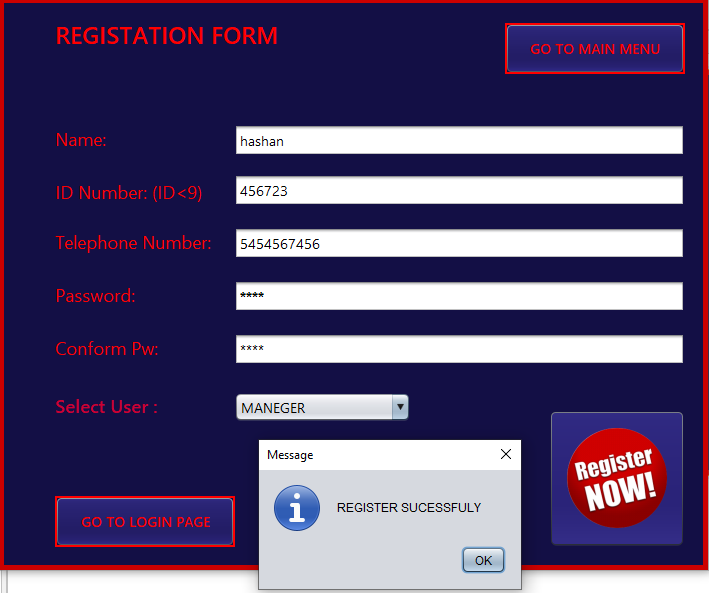 REGISTATION FORM
GO TO MAIN MENU
Name:
hashan
ID Number: (ID<9)
456723
Telephone Number:
5454567456
Password:
****
Conform Pw:
****
Select User :
MANEGER
Register
NOW!
Message
REGISTER SUCESSFULY
OK
GO TO LOGIN PAGE